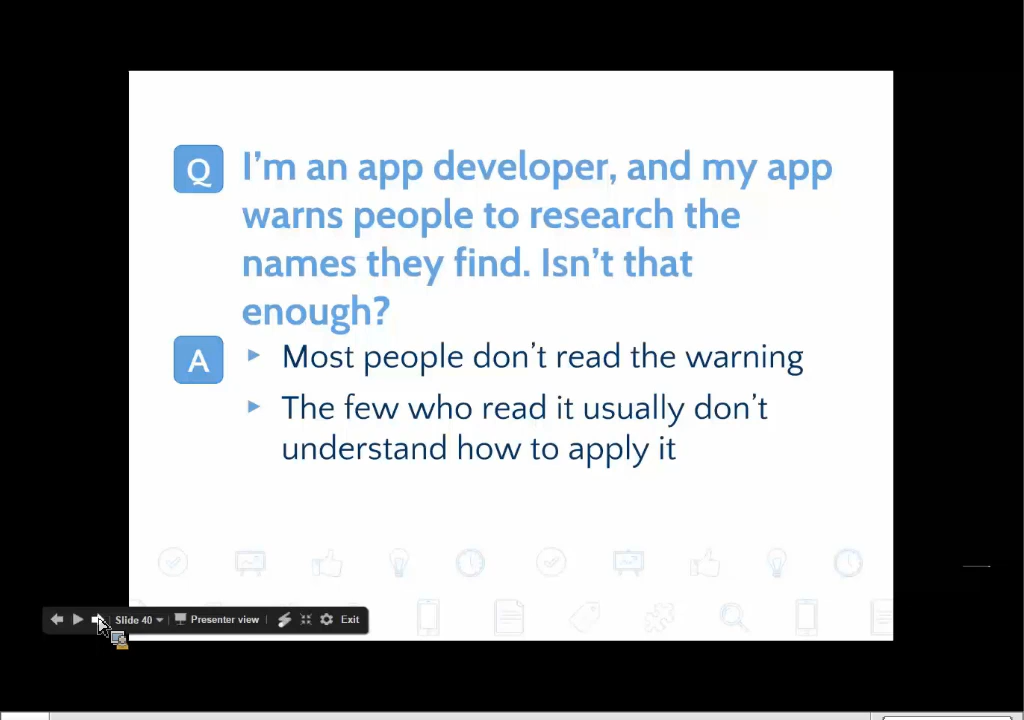 Q I’m an app developer, and my app
warns people to research the
names they find. Isn’t that
enough?
A ▸ Most people don’t read the warning
▸ The few who read it usually don’t
understand how to apply it
Slide 40 Presenter view Exit